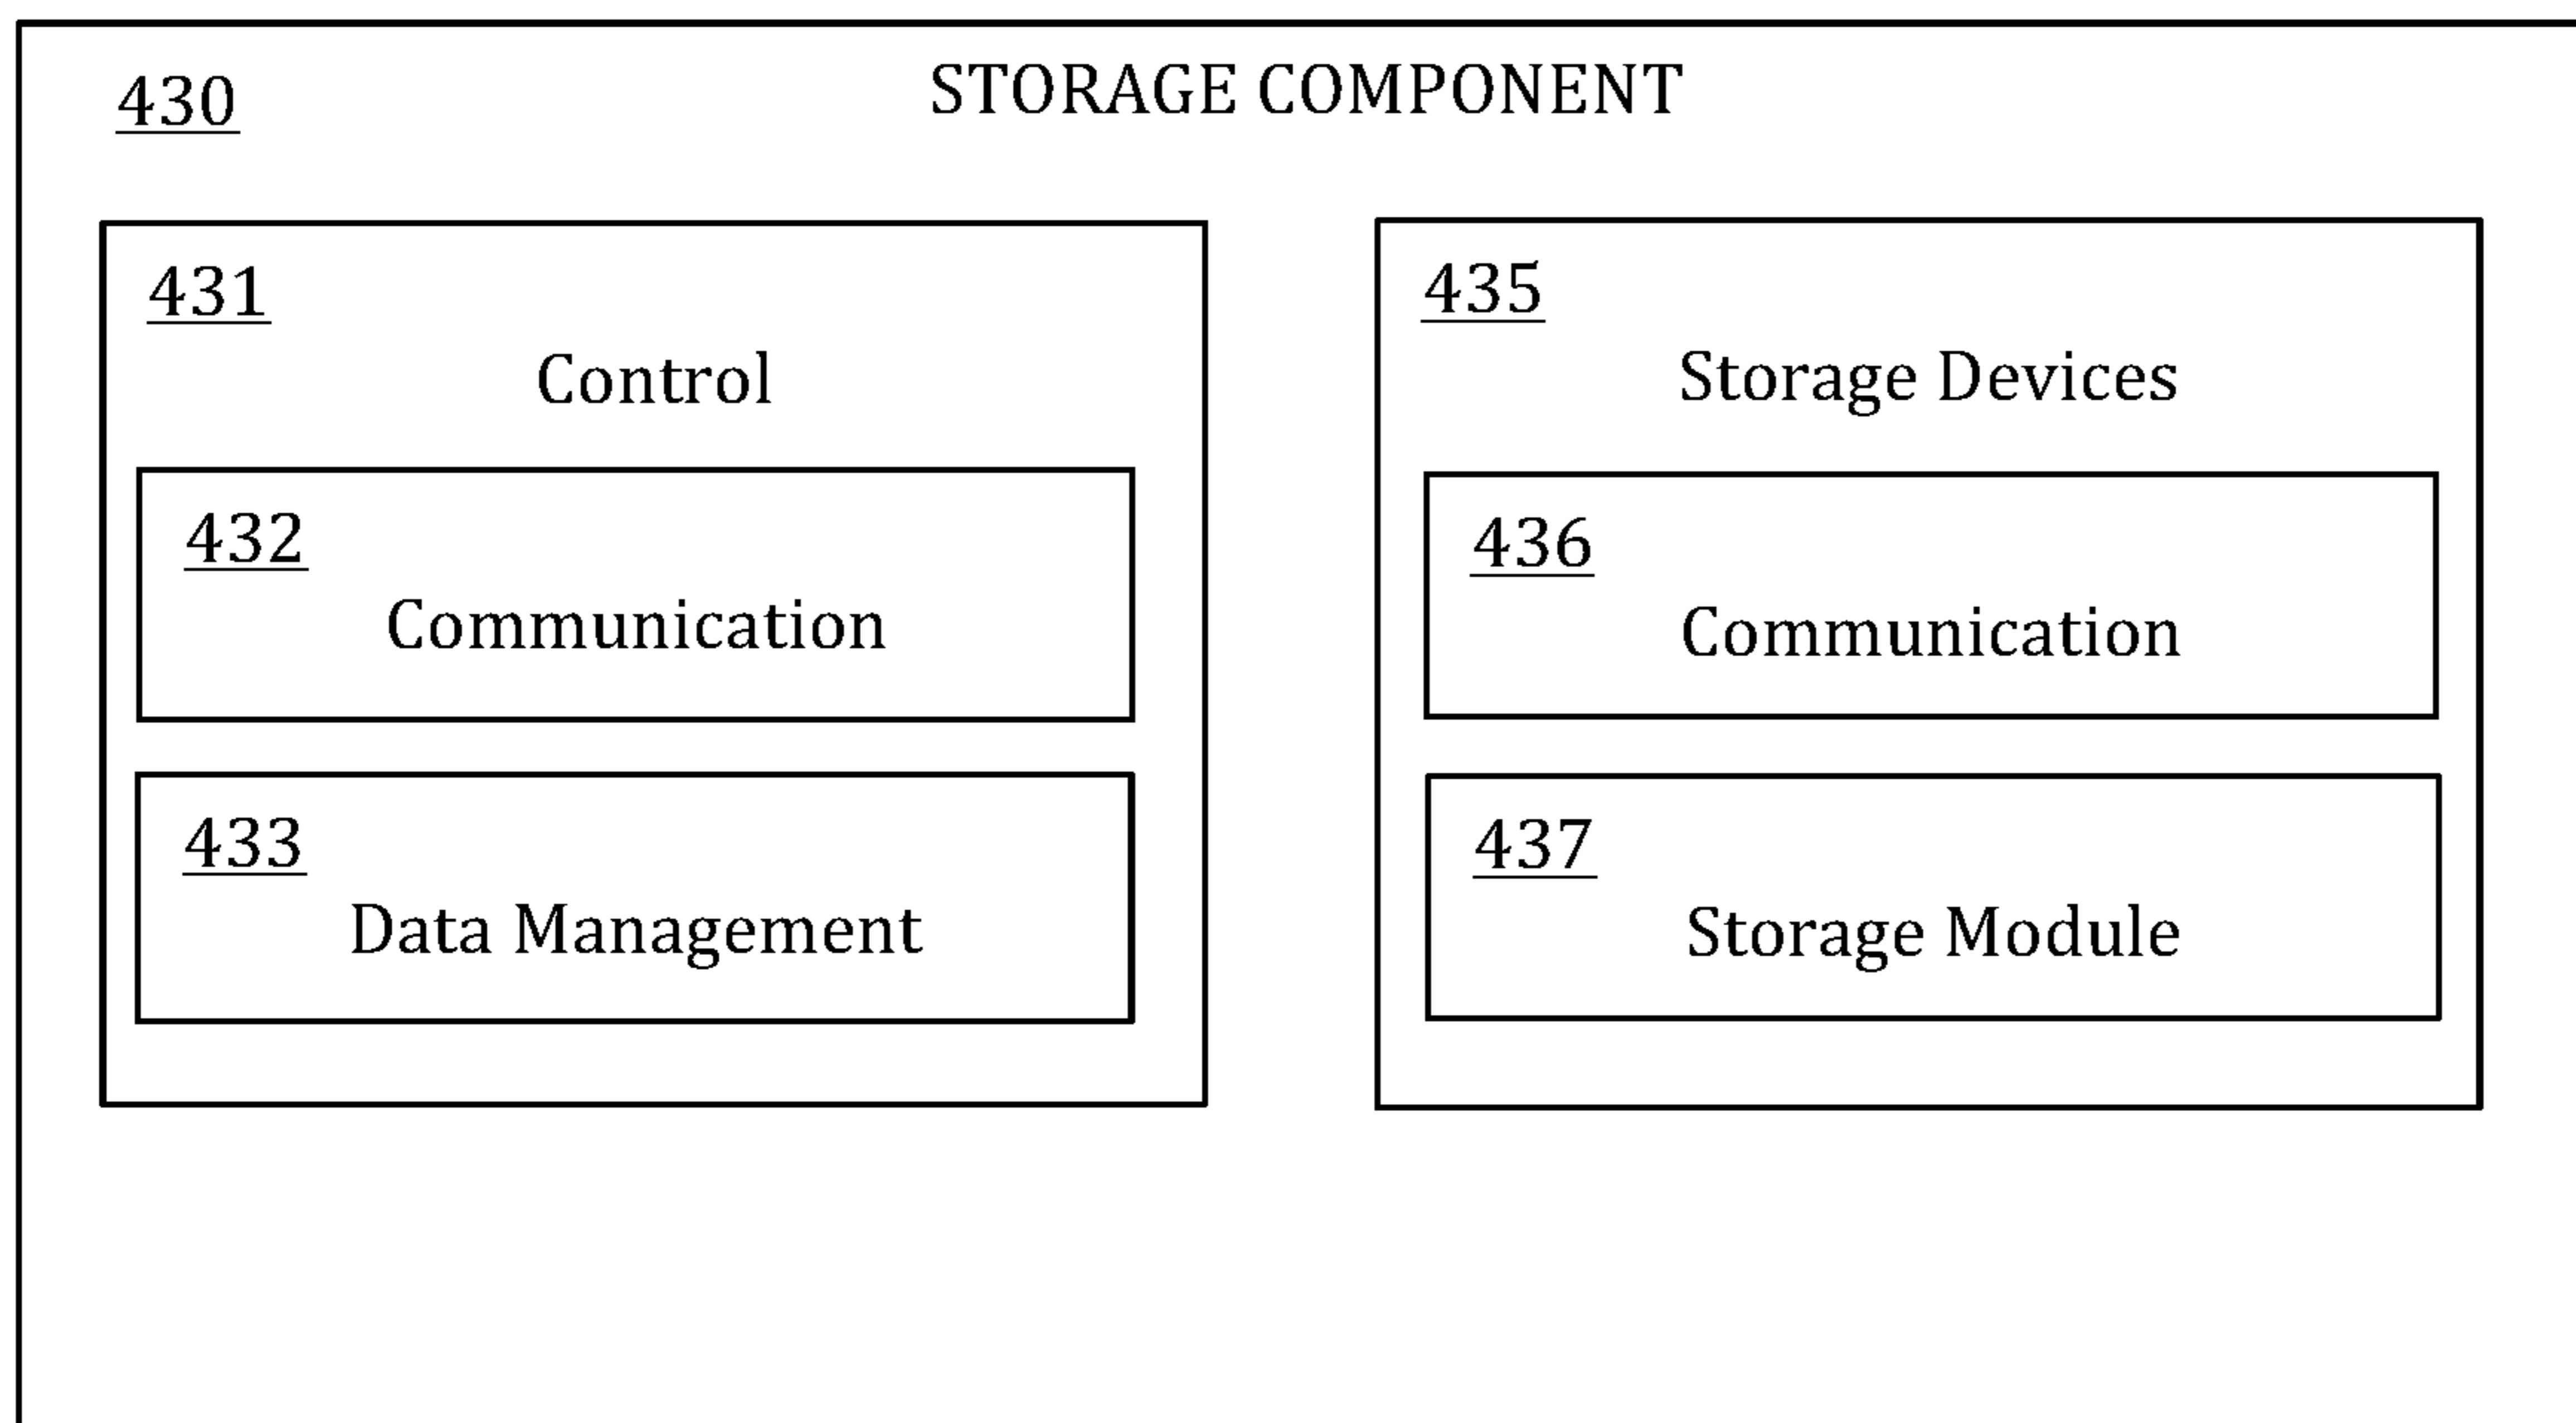 430
STORAGE COMPONENT
431
Control
432
Communication
433
Data Management
435
Storage Devices
436
Communication
437
Storage Module